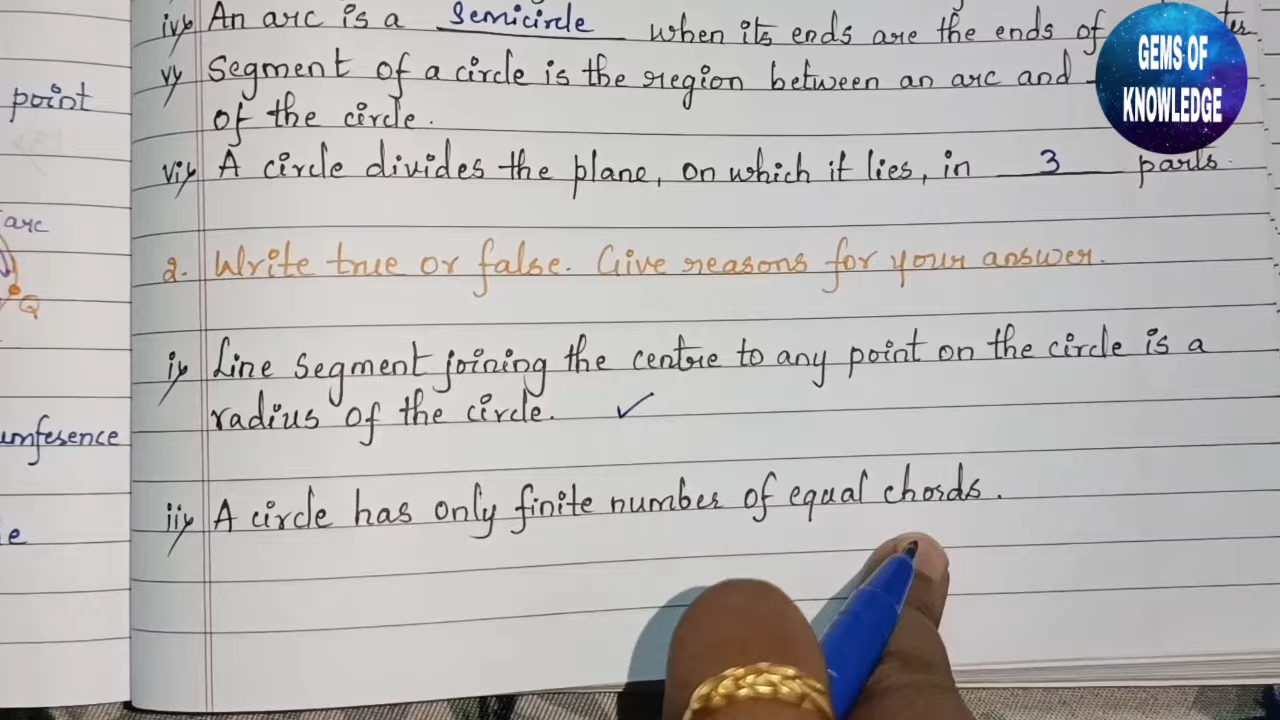 point
arc
Q
umference
e
iv) An arc is a semicircle when its ends are the ends of
v) Segment of a circle is the region between an arc and
of the circle.
vi) A circle divides the plane, on which it lies, in 3 parts.
2. Write true or false. Give reasons for your answer.
i) Line segment joining the centre to any point on the circle is a
radius of the circle. ✓
ii) A circle has only finite number of equal chords.
GEMS OF
KNOWLEDGE